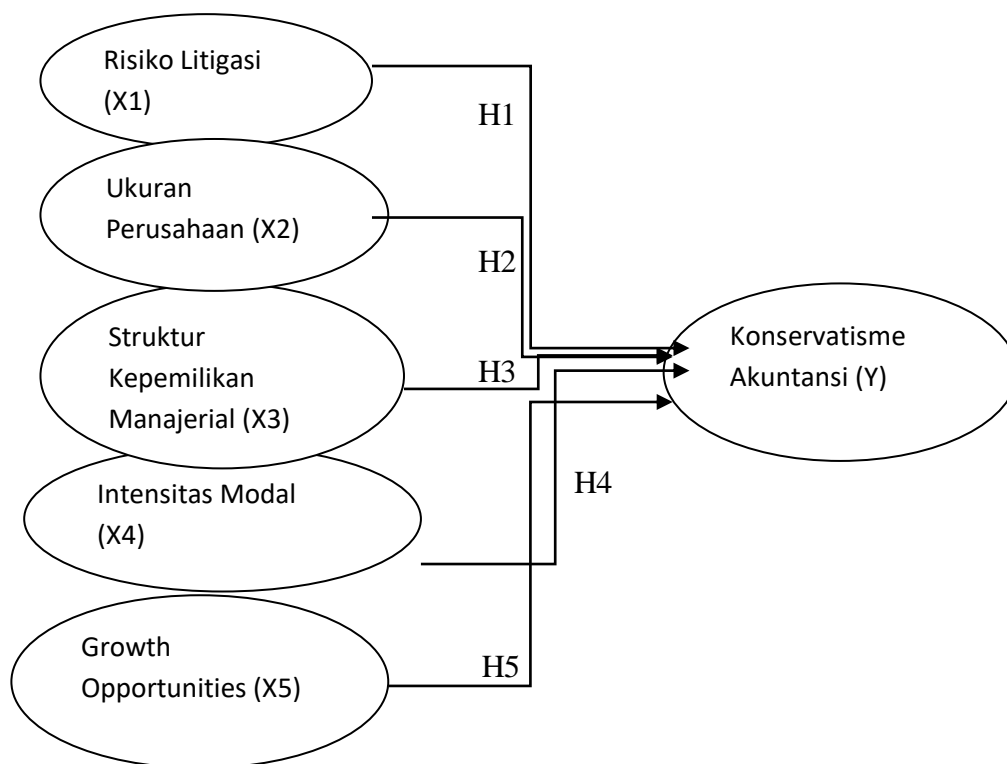 Risiko Litigasi
(X1)
H1
Ukuran
Perusahaan (X2)
H2
Struktur
Kepemilikan
Manajerial (X3)
H3
Konservatisme
Akuntansi (Y)
Intensitas Modal
(X4)
H4
Growth
Opportunities (X5)
H5